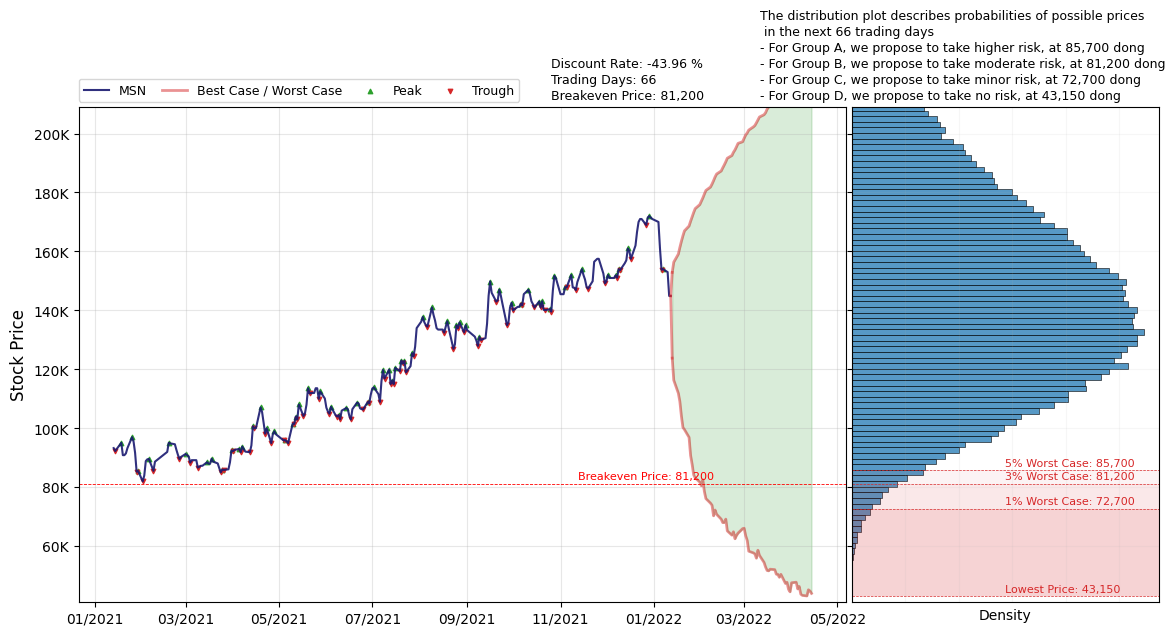 The distribution plot describes probabilities of possible prices
in the next 66 trading days
- For Group A, we propose to take higher risk, at 85,700 dong
- For Group B, we propose to take moderate risk, at 81,200 dong
- For Group C, we propose to take minor risk, at 72,700 dong
- For Group D, we propose to take no risk, at 43,150 dong
Discount Rate: -43.96 %
Trading Days: 66
Breakeven Price: 81,200
MSN
Best Case / Worst Case
Peak
Trough
Stock Price
200K
180K
160K
140K
120K
100K
80K
60K
Breakeven Price: 81,200
5% Worst Case: 85,700
3% Worst Case: 81,200
1% Worst Case: 72,700
Lowest Price: 43,150
01/2021
03/2021
05/2021
07/2021
09/2021
11/2021
01/2022
03/2022
05/2022
Density